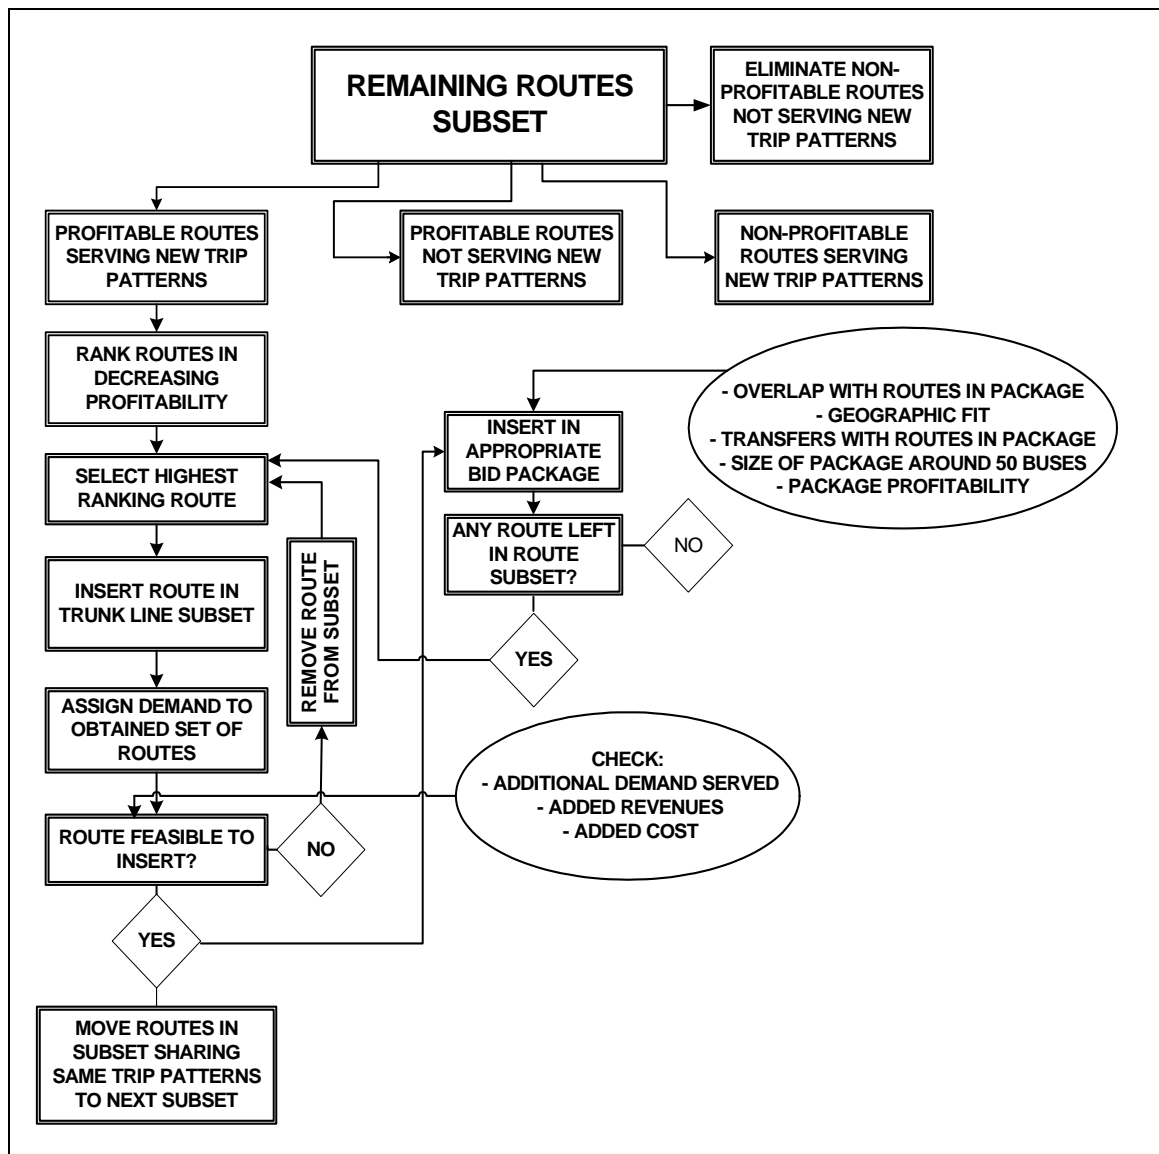 REMAINING ROUTES
SUBSET
ELIMINATE NON-
PROFITABLE ROUTES
NOT SERVING NEW
TRIP PATTERNS
PROFITABLE ROUTES
SERVING NEW TRIP
PATTERNS
PROFITABLE ROUTES
NOT SERVING NEW
TRIP PATTERNS
NON-PROFITABLE
ROUTES SERVING
NEW TRIP PATTERNS
RANK ROUTES IN
DECREASING
PROFITABILITY
- OVERLAP WITH ROUTES IN PACKAGE
- GEOGRAPHIC FIT
- TRANSFERS WITH ROUTES IN PACKAGE
- SIZE OF PACKAGE AROUND 50 BUSES
- PACKAGE PROFITABILITY
INSERT IN
APPROPRIATE
BID PACKAGE
SELECT HIGHEST
RANKING ROUTE
ANY ROUTE LEFT
IN ROUTE
SUBSET?
NO
INSERT ROUTE IN
TRUNK LINE SUBSET
REMOVE ROUTE
FROM SUBSET
YES
ASSIGN DEMAND TO
OBTAINED SET OF
ROUTES
CHECK:
- ADDITIONAL DEMAND SERVED
- ADDED REVENUES
- ADDED COST
ROUTE FEASIBLE TO
INSERT?
NO
YES
MOVE ROUTES IN
SUBSET SHARING
SAME TRIP PATTERNS
TO NEXT SUBSET